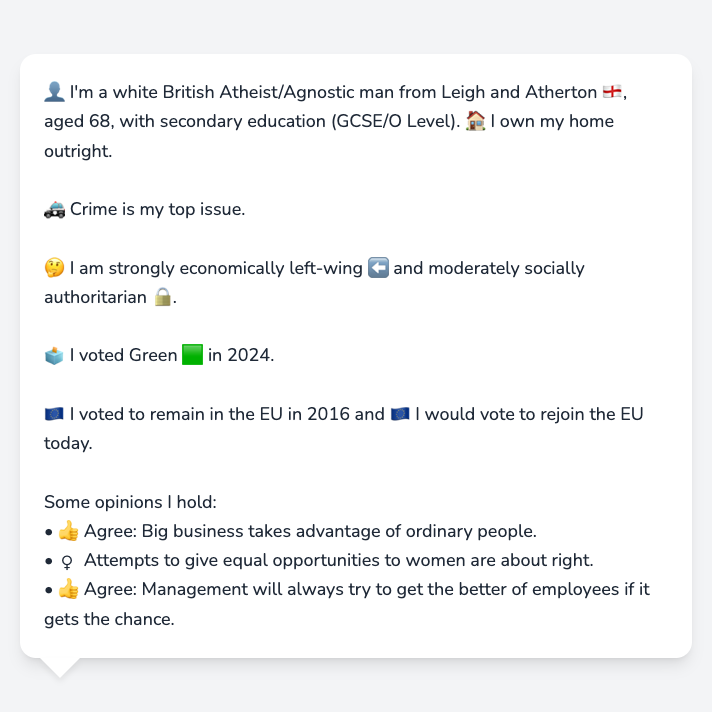 👤 I'm a white British Atheist/Agnostic man from Leigh and Atherton 🏴󠁧󠁢󠁥󠁮󠁧󠁿,
aged 68, with secondary education (GCSE/O Level). 🏠 I own my home
outright.
🚓 Crime is my top issue.
🤔 I am strongly economically left-wing ⬅️ and moderately socially
authoritarian 🔒.
🗳️ I voted Green 🟩 in 2024.
🇪🇺 I voted to remain in the EU in 2016 and 🇪🇺 I would vote to rejoin the EU
today.
Some opinions I hold:
• 👍 Agree: Big business takes advantage of ordinary people.
• ♀ Attempts to give equal opportunities to women are about right.
• 👍 Agree: Management will always try to get the better of employees if it
gets the chance.